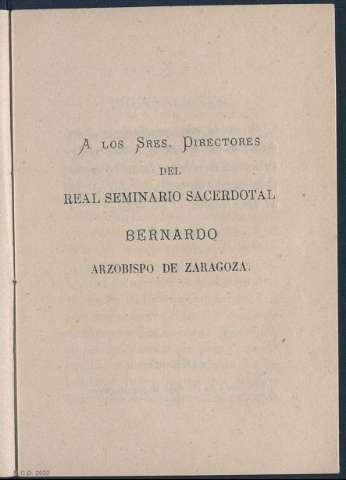 A LOS SRES. DIRECTORES
DEL
REAL SEMINARIO SACERDOTAL
BERNARDO
ARZOBISPO DE ZARAGOZA.